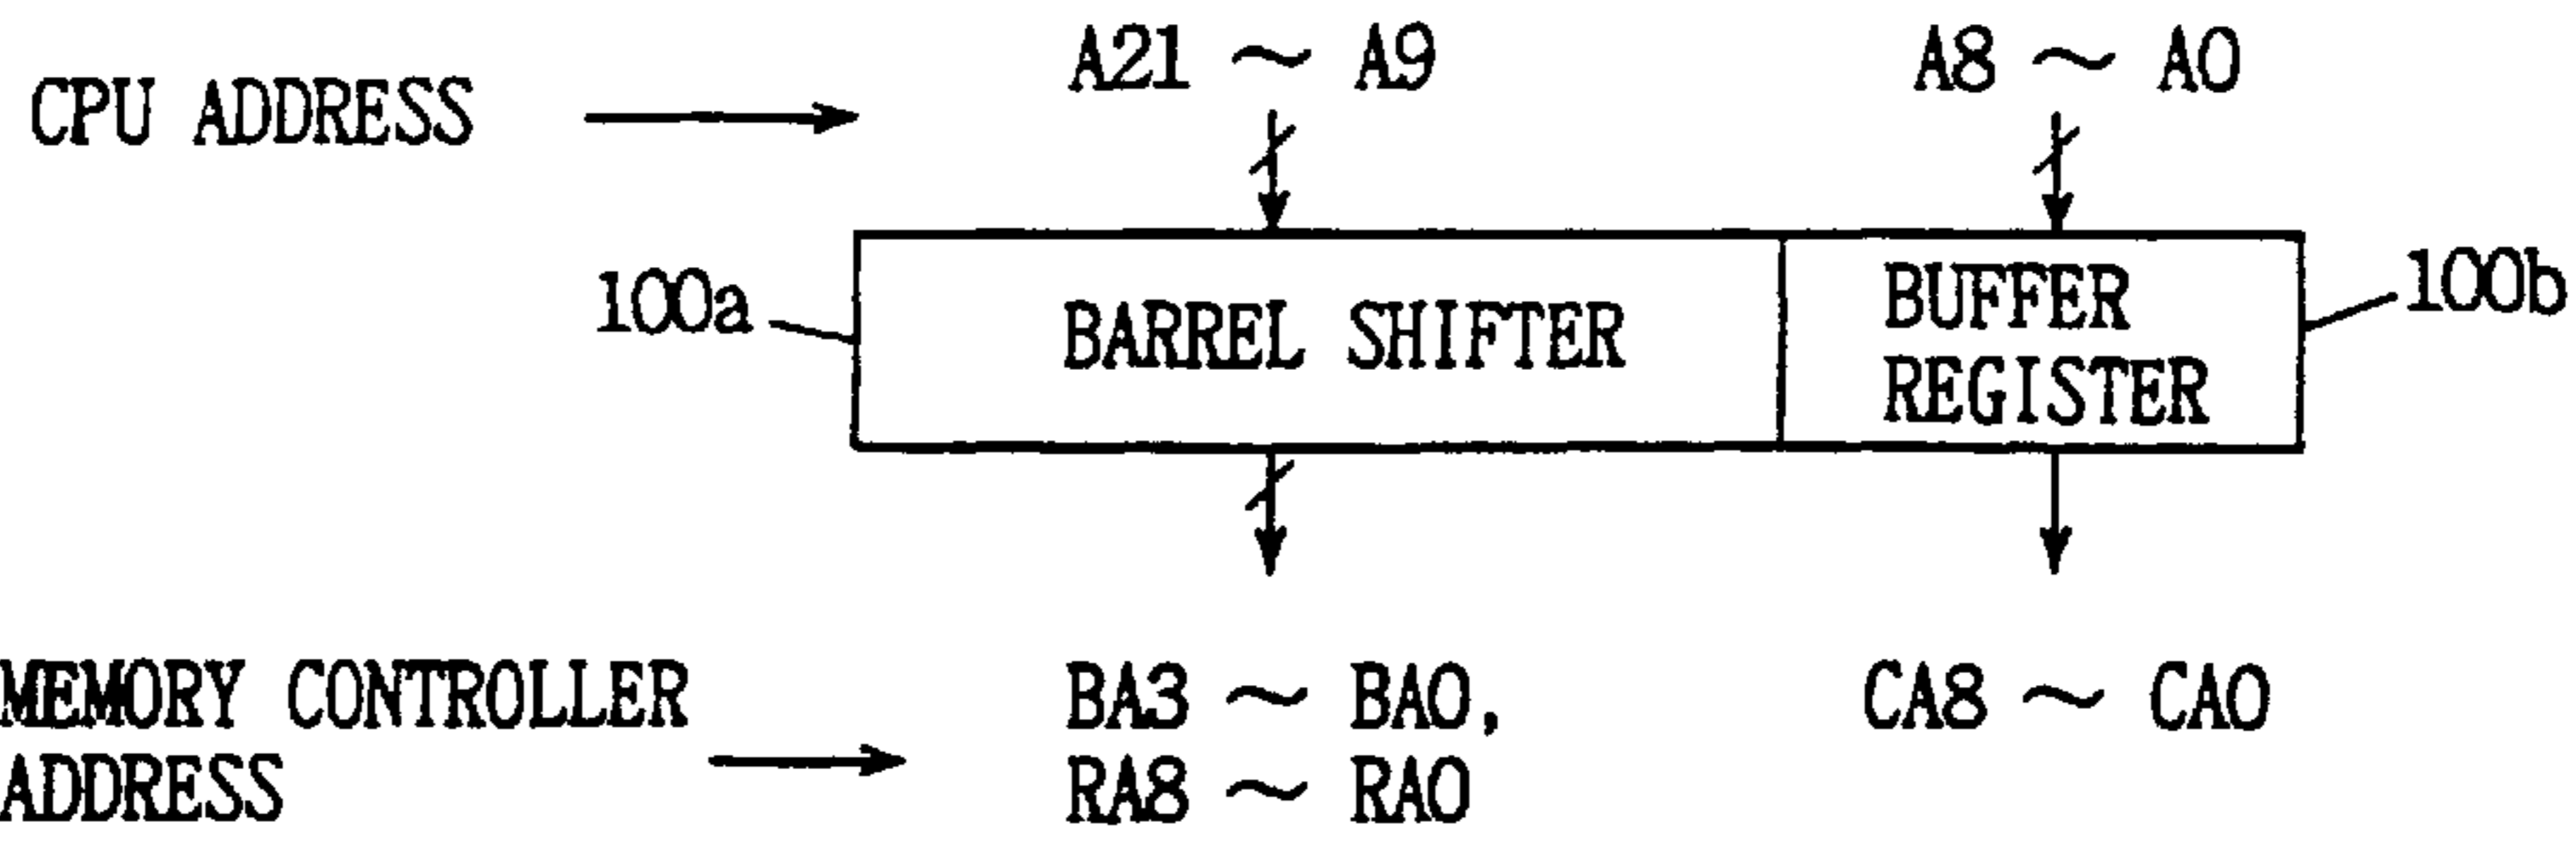 CPU ADDRESS
A21 ~ A9
A8 ~ A0
100a
BARREL SHIFTER
BUFFER
REGISTER
100b
MEMORY CONTROLLER
ADDRESS
BA3 ~ BA0,
RA8 ~ RA0
CA8 ~ CA0